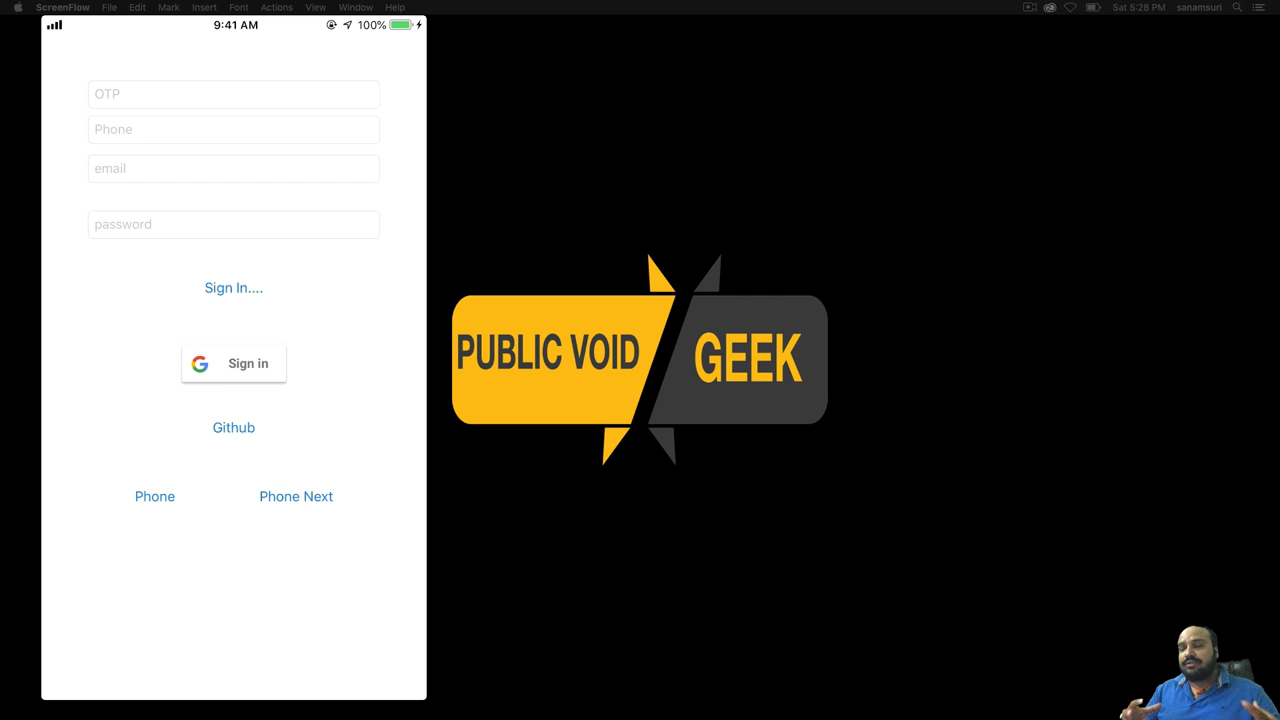 ScreenFlow File Edit Mark Insert Font Actions View Window Help Sat 5:28 PM sanamsuri
9:41 AM 100%
OTP
Phone
email
password
Sign In....
Sign in
Github
Phone Phone Next
PUBLIC VOID GEEK